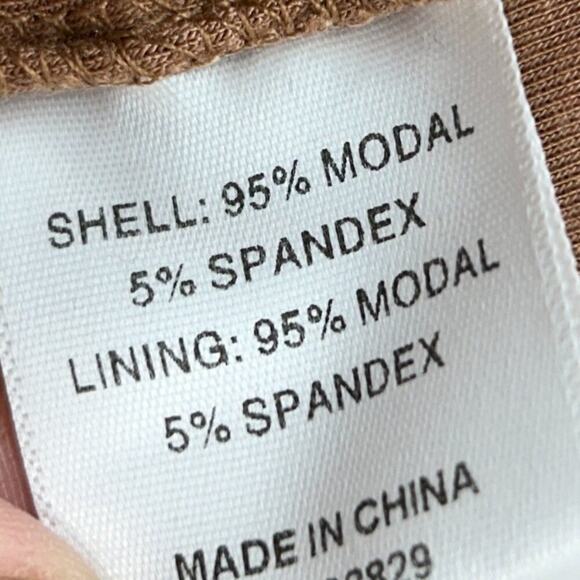 SHELL: 95% MODAL
5% SPANDEX
LINING: 95% MODAL
5% SPANDEX
MADE IN CHINA